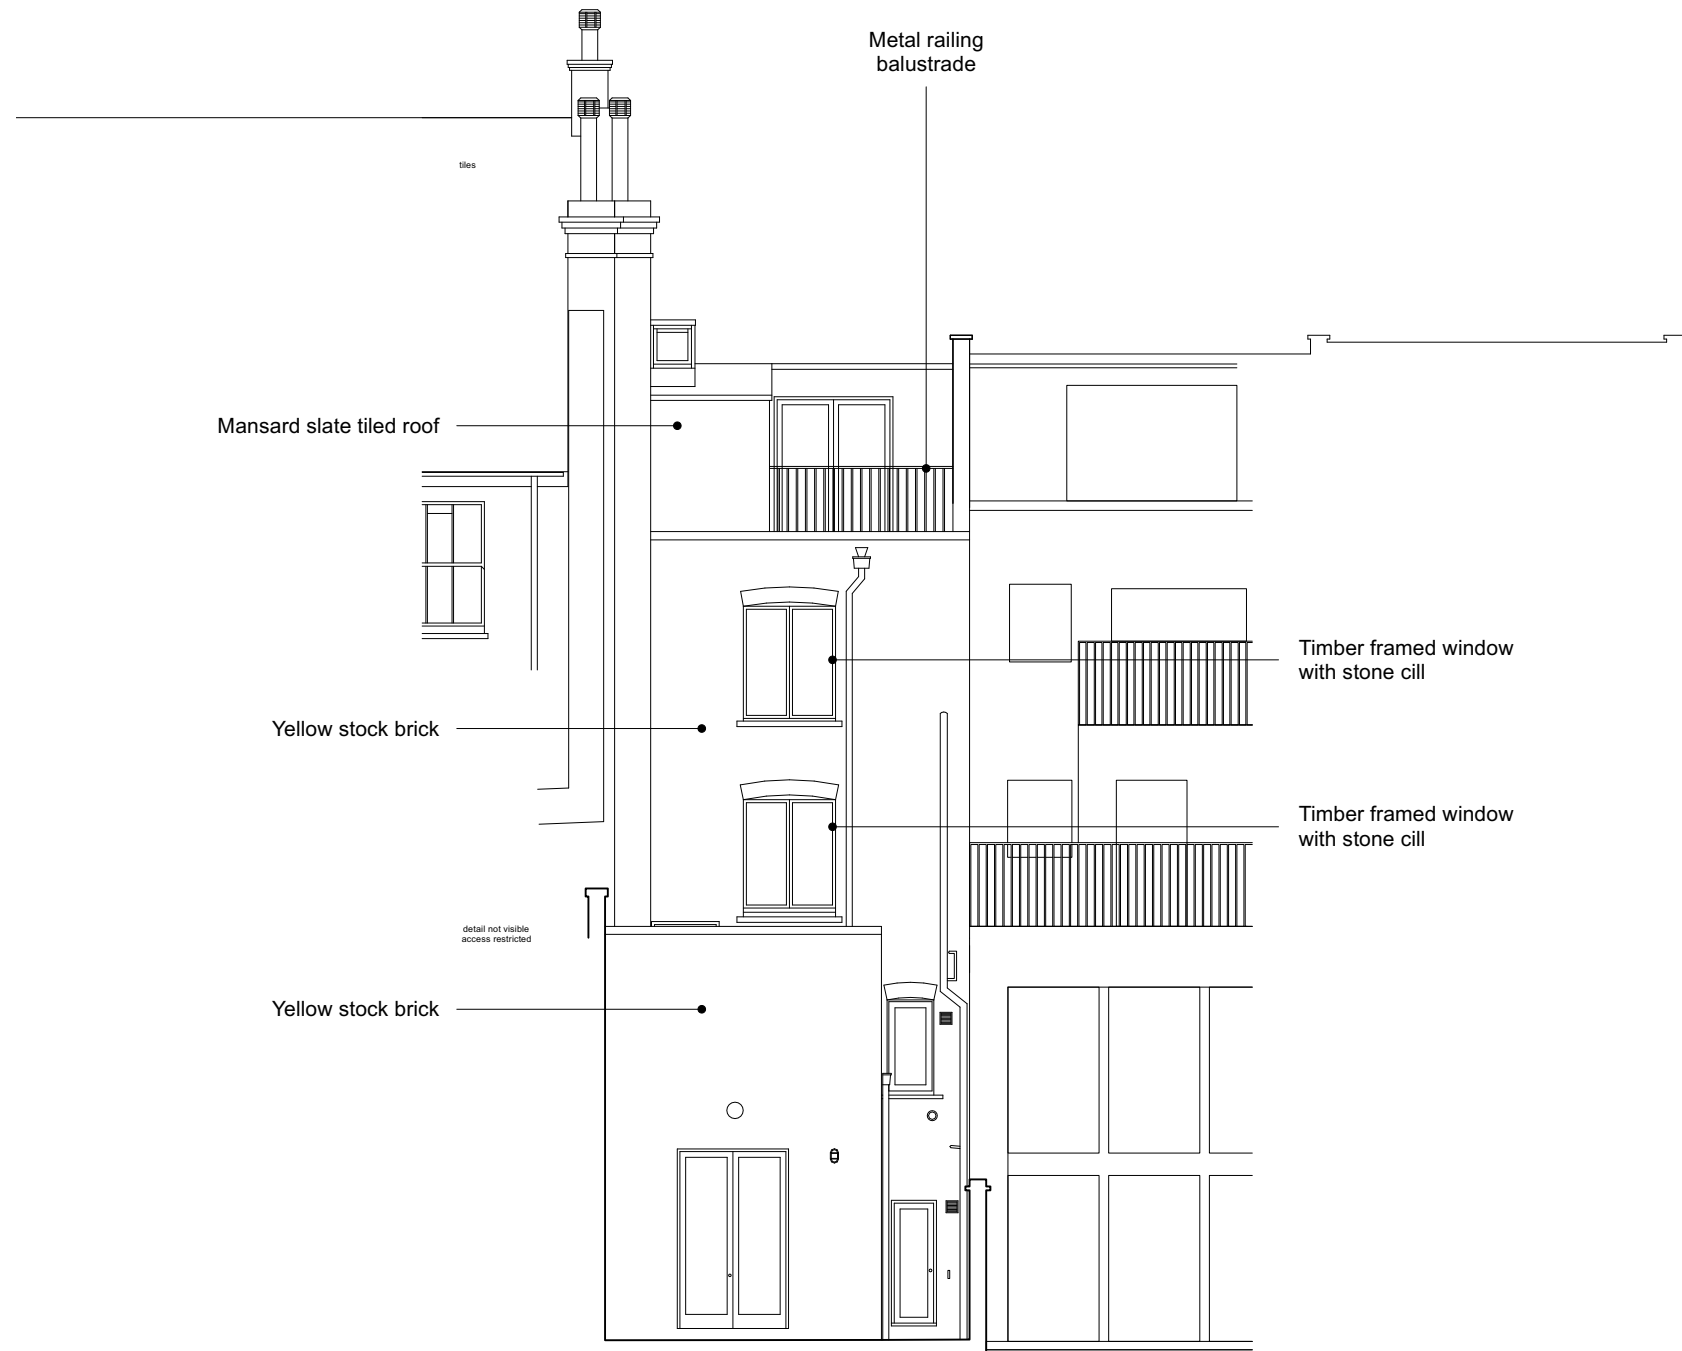 Metal railing
balustrade
tiles
Mansard slate tiled roof
Timber framed window
with stone cill
Yellow stock brick
Timber framed window
with stone cill
detail not visible
access restricted
Yellow stock brick